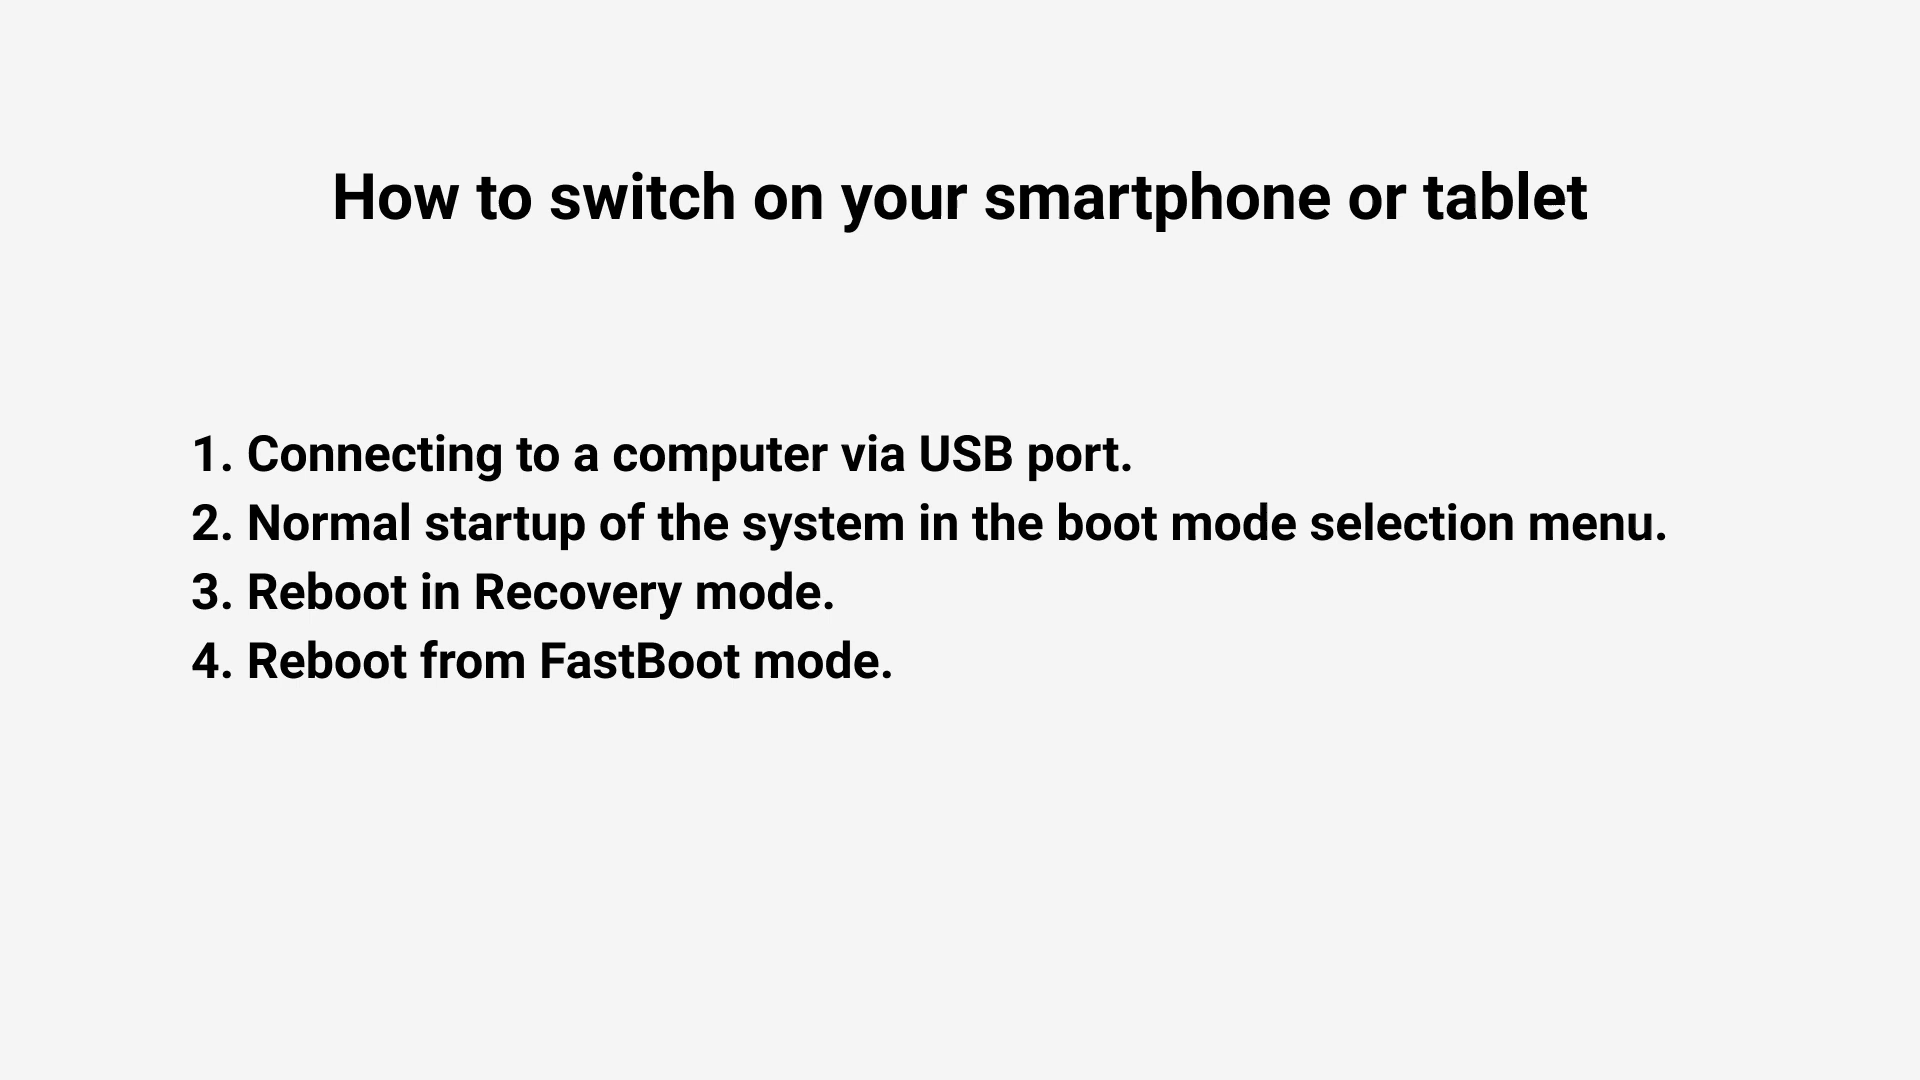 How to switch on your smartphone or tablet
1. Connecting to a computer via USB port.
2. Normal startup of the system in the boot mode selection menu.
3. Reboot in Recovery mode.
4. Reboot from FastBoot mode.